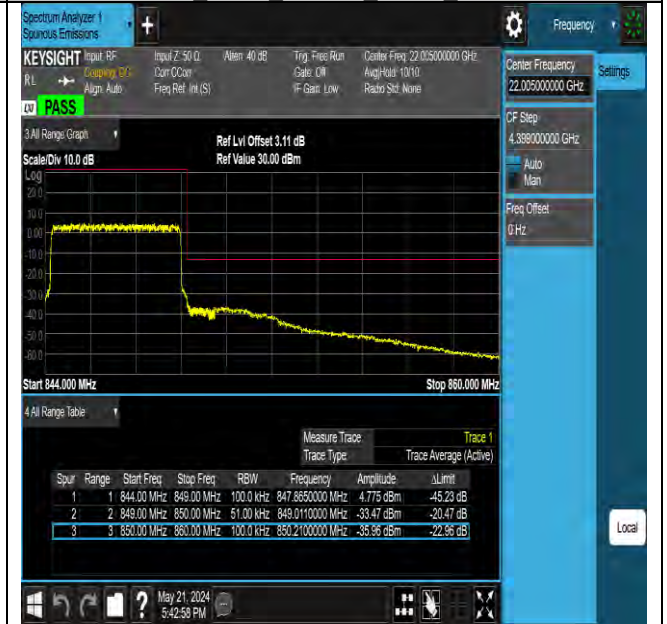 Spectrum Analyzer 1
Spurious Emissions
+
Frequency
KEYSIGHT Input: RF Input Z: 50 Ω Atten: 40 dB Trig: Free Run Center Freq: 22.005000000 GHz
RL Coupling: DC Corr CCorr Gate: Off Avg|Hold: 10/10
Align: Auto Freq Ref: Int (S) IF Gain: Low Radio Std: None
LXI PASS
Center Frequency
22.005000000 GHz
Settings
CF Step
4.399000000 GHz
Auto
Man
Freq Offset
0 Hz
3 All Range Graph
Ref Lvl Offset 3.11 dB
Scale/Div 10.0 dB Ref Value 30.00 dBm
Log
20.0
10.0
0.00
-10.0
-20.0
-30.0
-40.0
-50.0
-60.0
Start 844.000 MHz Stop 860.000 MHz
4 All Range Table
Measure Trace Trace 1
Trace Type Trace Average (Active)
Spur Range Start Freq Stop Freq RBW Frequency Amplitude ΔLimit
1 1 844.00 MHz 849.00 MHz 100.0 kHz 847.8650000 MHz 4.775 dBm -45.23 dB
2 2 849.00 MHz 850.00 MHz 51.00 kHz 849.0110000 MHz -33.47 dBm -20.47 dB
3 3 850.00 MHz 860.00 MHz 100.0 kHz 850.2100000 MHz -35.96 dBm -22.96 dB
Local
?
May 21, 2024
5:42:58 PM